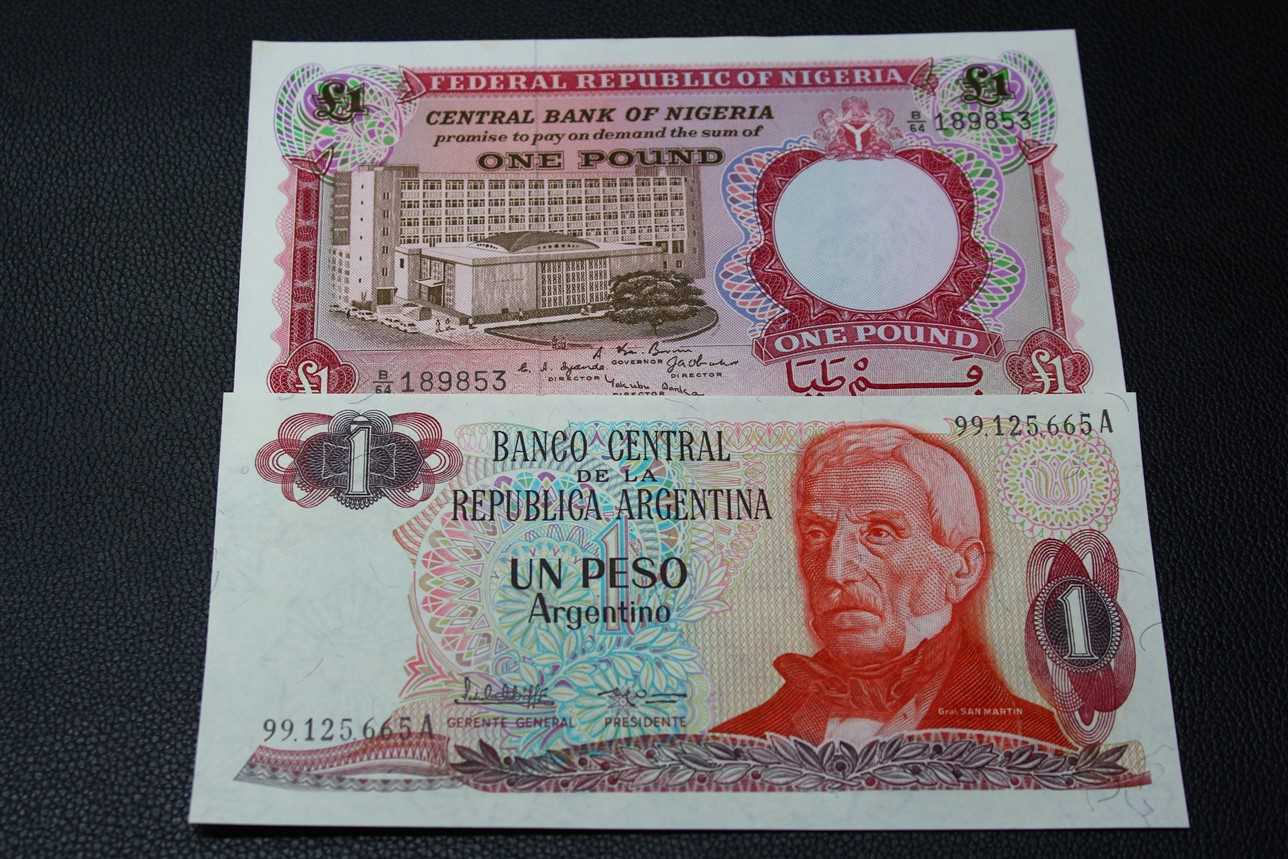 FEDERAL REPUBLIC OF NIGERIA
£1
£1
CENTRAL BANK OF NIGERIA
B/64 189853
promise to pay on demand the sum of
ONE POUND
ONE POUND
GOVERNOR
DIRECTOR
DIRECTOR
B/64 189853
DIRECTOR
£1
£1
1
BANCO CENTRAL
DE LA
REPUBLICA ARGENTINA
99.125.665 A
1
UN PESO
Argentino
1
GERENTE GENERAL
PRESIDENTE
Gral. SAN MARTIN
99.125.665 A